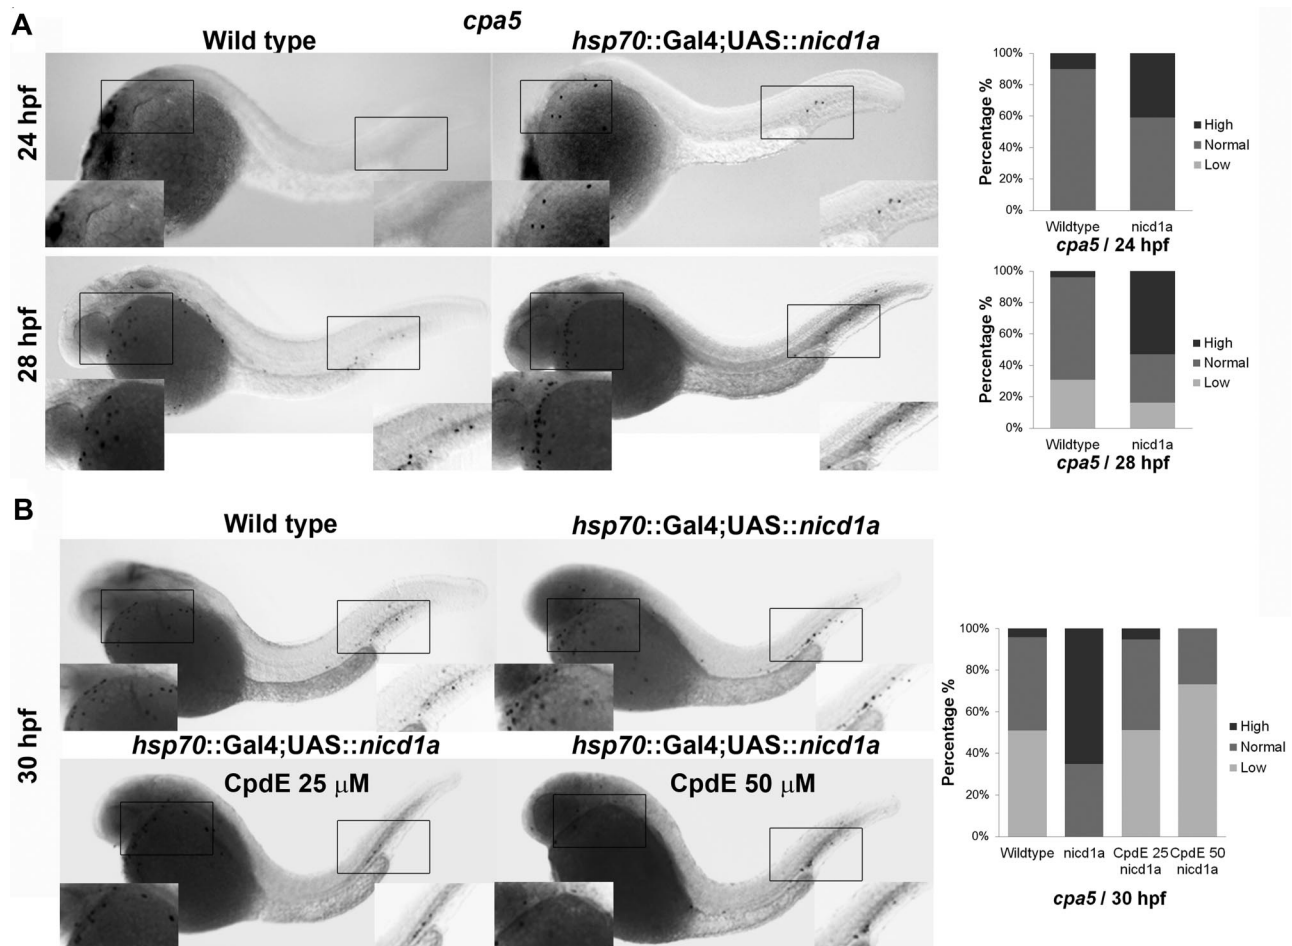 A
cpa5
Wild type
hsp70::Gal4;UAS::nicd1a
24 hpf
28 hpf
Percentage %
100%
80%
60%
40%
20%
0%
High
Normal
Low
Wildtype nicd1a
cpa5 / 24 hpf
Percentage %
100%
80%
60%
40%
20%
0%
High
Normal
Low
Wildtype nicd1a
cpa5 / 28 hpf
B
Wild type
hsp70::Gal4;UAS::nicd1a
30 hpf
hsp70::Gal4;UAS::nicd1a
CpdE 25 μM
hsp70::Gal4;UAS::nicd1a
CpdE 50 μM
Percentage %
100%
80%
60%
40%
20%
0%
High
Normal
Low
Wildtype nicd1a CpdE 25 CpdE 50
nicd1a nicd1a
cpa5 / 30 hpf